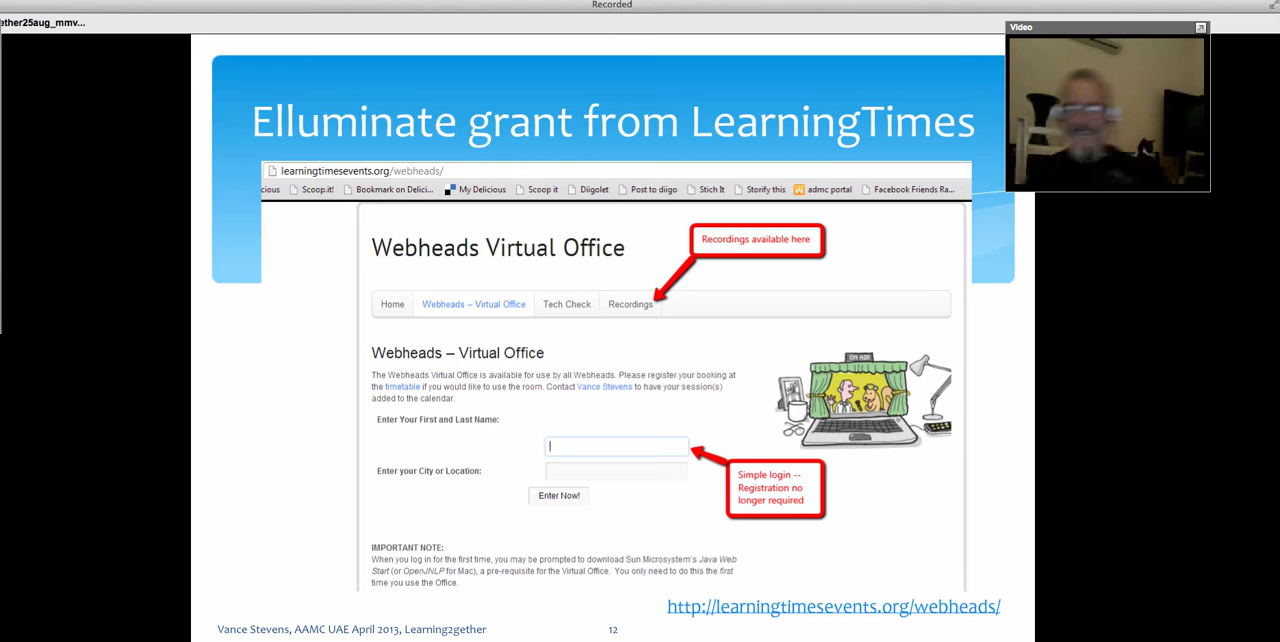 Recorded
ether25aug_mmv...
Video
Elluminate grant from LearningTimes
learningtimesevents.org/webheads/
cious Scoop.it! Bookmark on Delici... My Delicious Scoop it Diigolet Post to diigo Stich It Storify this admc portal Facebook Friends Ra...
Webheads Virtual Office
Recordings available here
Home Webheads – Virtual Office Tech Check Recordings
Webheads – Virtual Office
The Webheads Virtual Office is available for use by all Webheads. Please register your booking at
the timetable if you would like to use the room. Contact Vance Stevens to have your session(s)
added to the calendar.
ON AIR
Enter Your First and Last Name:
Enter your City or Location:
Enter Now!
Simple login --
Registration no
longer required
IMPORTANT NOTE:
When you log in for the first time, you may be prompted to download Sun Microsystem's Java Web
Start (or OpenJNLP for Mac), a pre-requisite for the Virtual Office. You only need to do this the first
time you use the Office.
http://learningtimesevents.org/webheads/
Vance Stevens, AAMC UAE April 2013, Learning2gether 12